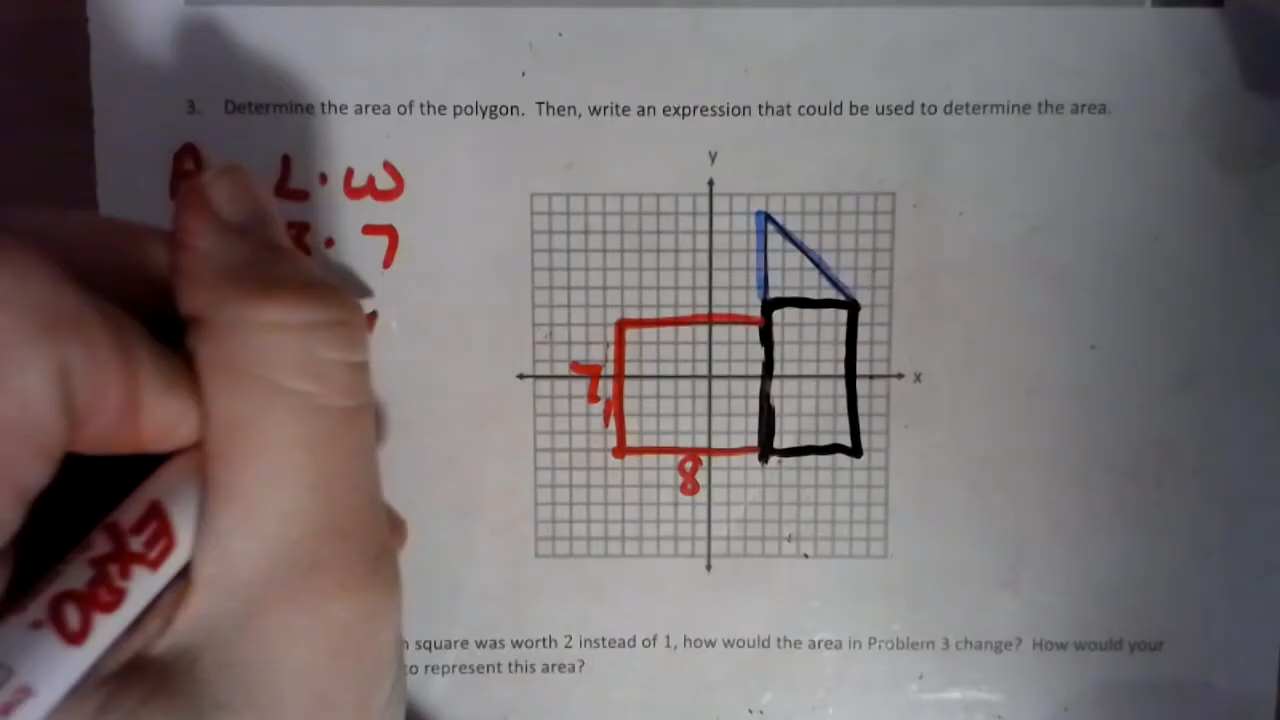 3. Determine the area of the polygon. Then, write an expression that could be used to determine the area.
A L · W
· 7
y
x
7
8
square was worth 2 instead of 1, how would the area in Problem 3 change? How would your
represent this area?
EXPO